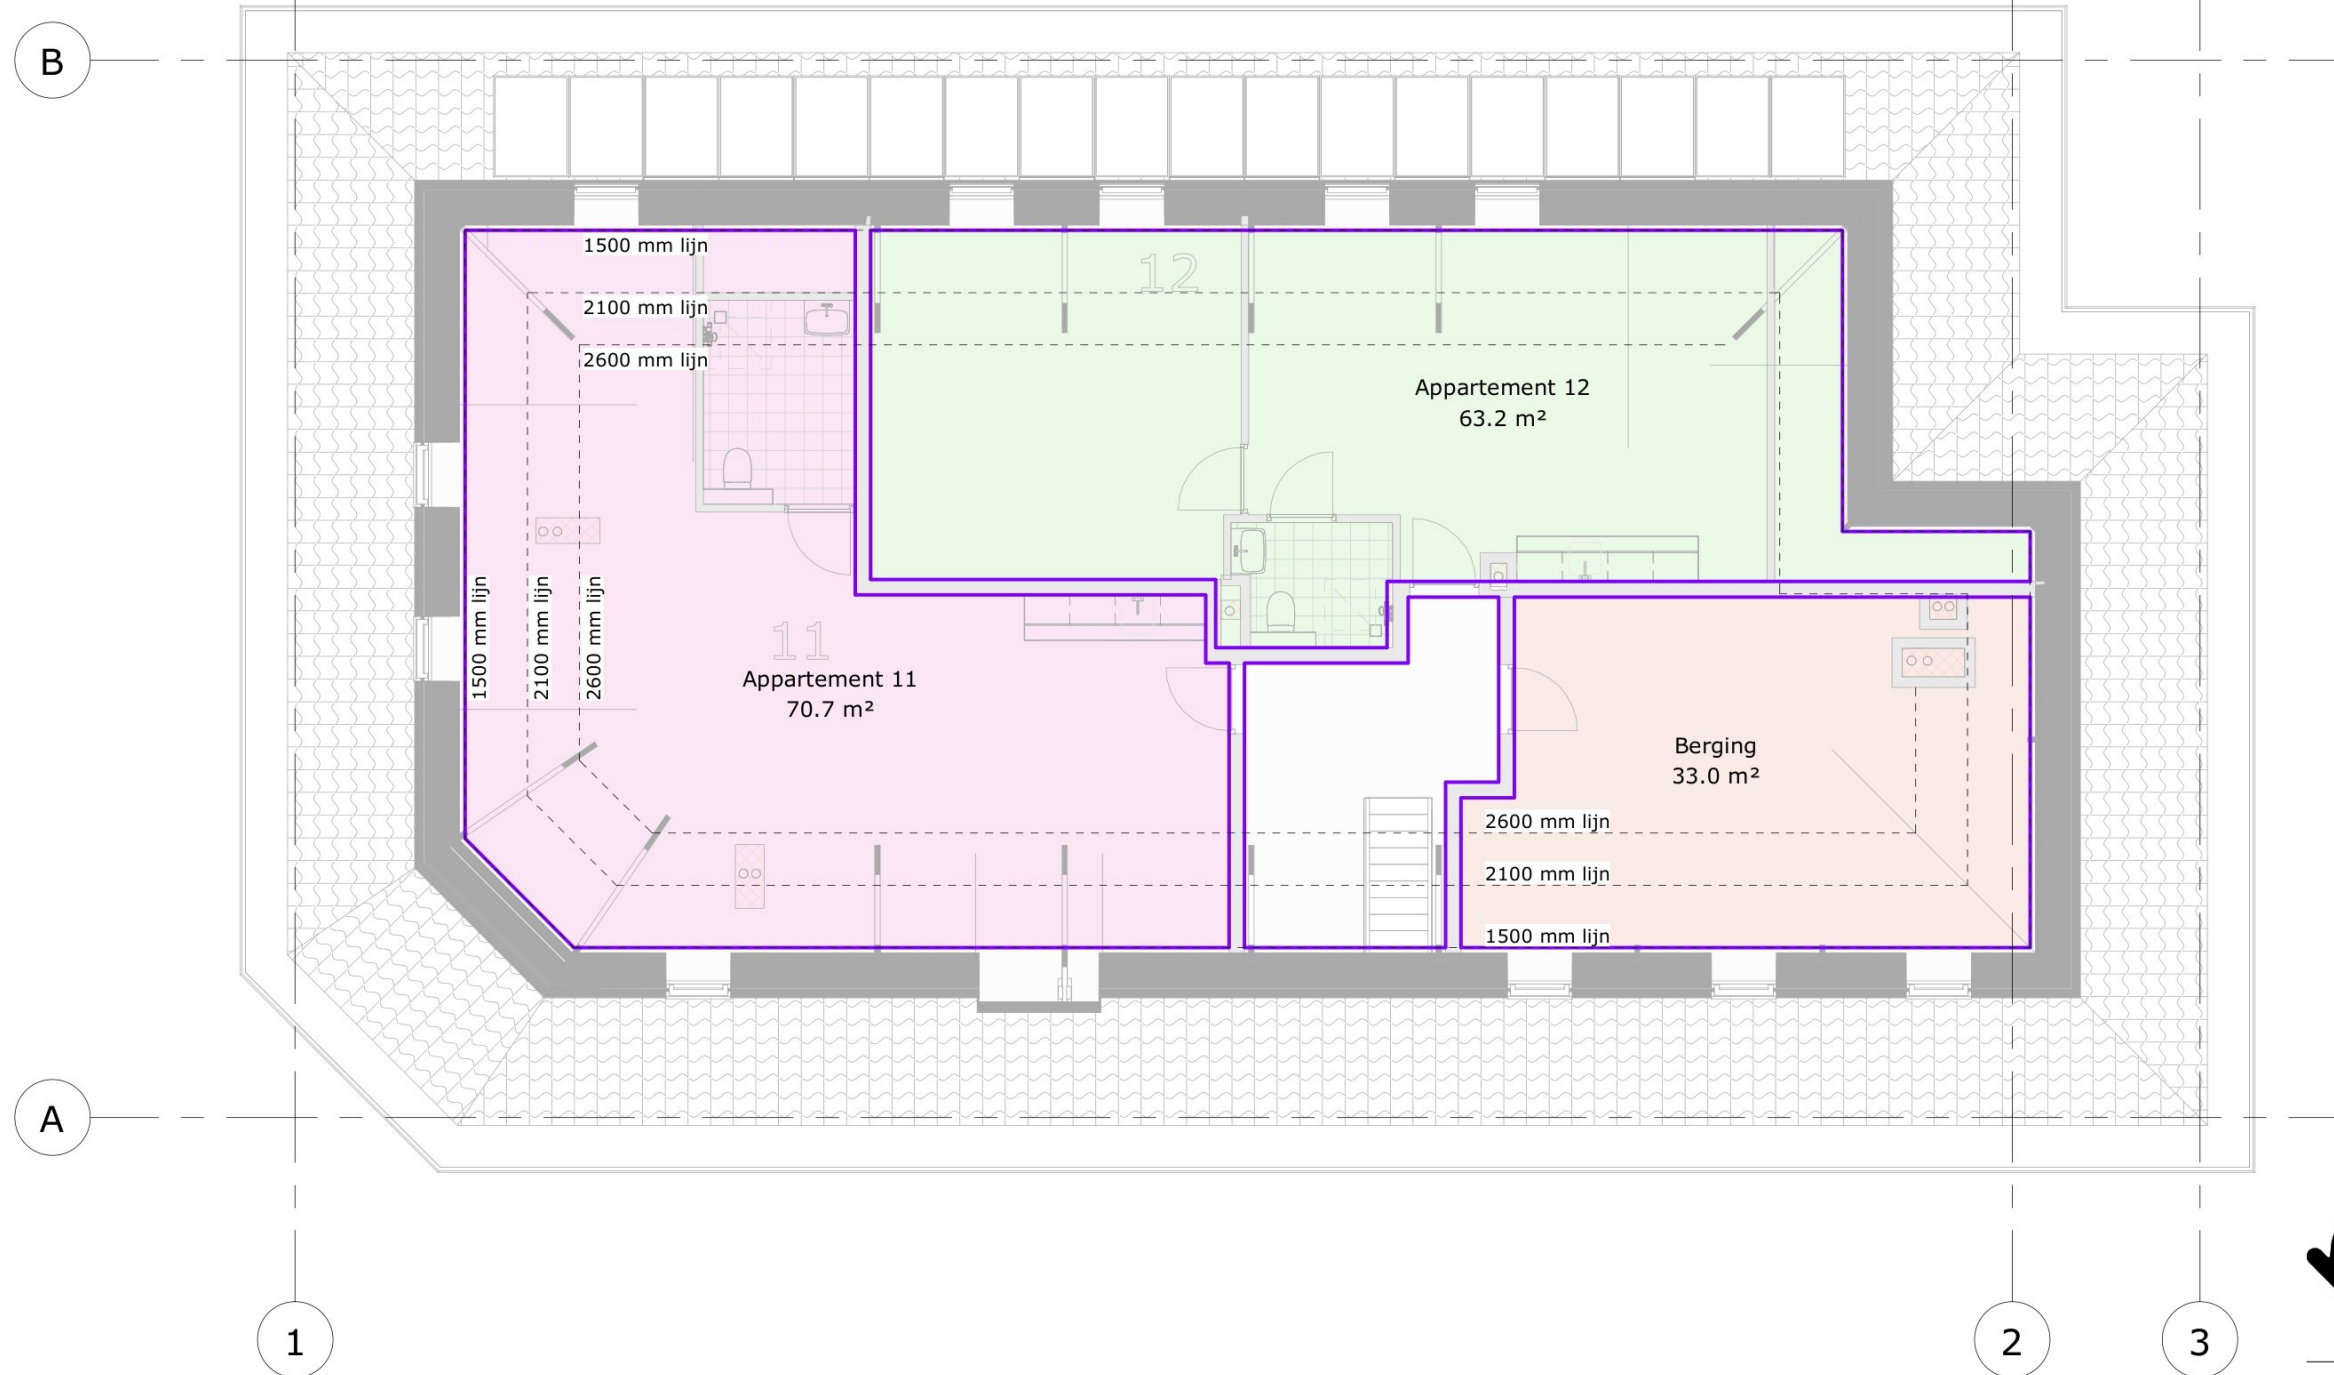 B
1500 mm lijn
12
2100 mm lijn
2600 mm lijn
Appartement 12
63.2 m²
1500 mm lijn
2100 mm lijn
2600 mm lijn
11
Appartement 11
70.7 m²
Berging
33.0 m²
2600 mm lijn
2100 mm lijn
1500 mm lijn
A
1
2
3